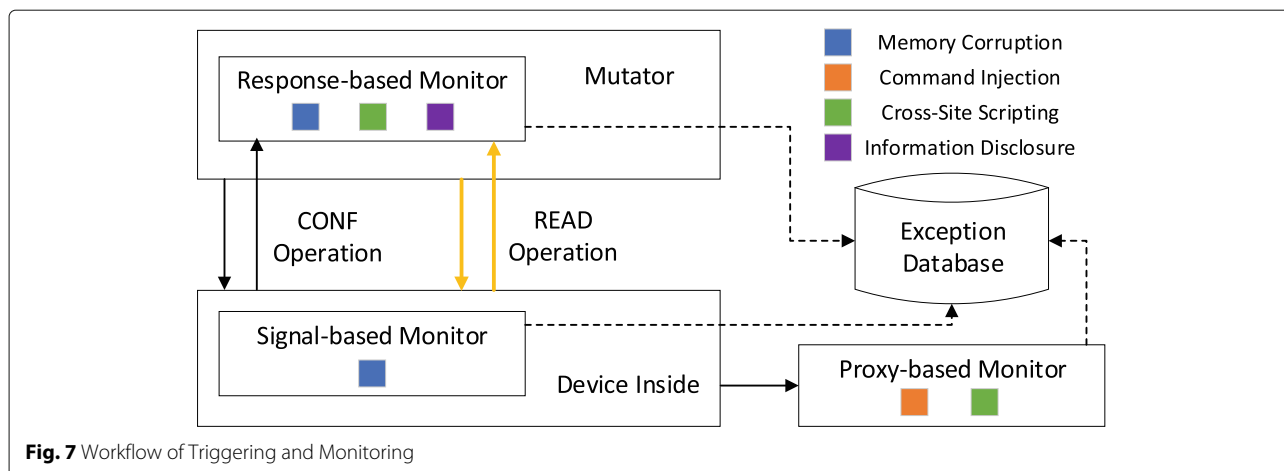 Response-based Monitor
Mutator
Memory Corruption
Command Injection
Cross-Site Scripting
Information Disclosure
CONF
Operation
READ
Operation
Exception
Database
Signal-based Monitor
Device Inside
Proxy-based Monitor
Fig. 7 Workflow of Triggering and Monitoring